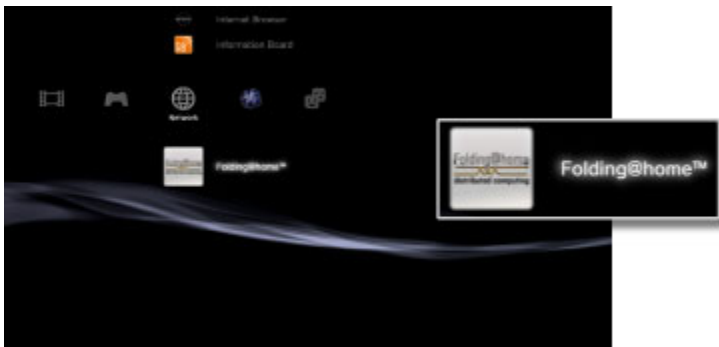 Internet Browser
Information Board
Network
Folding@home™
Folding@home
distributed computing
Folding@home™